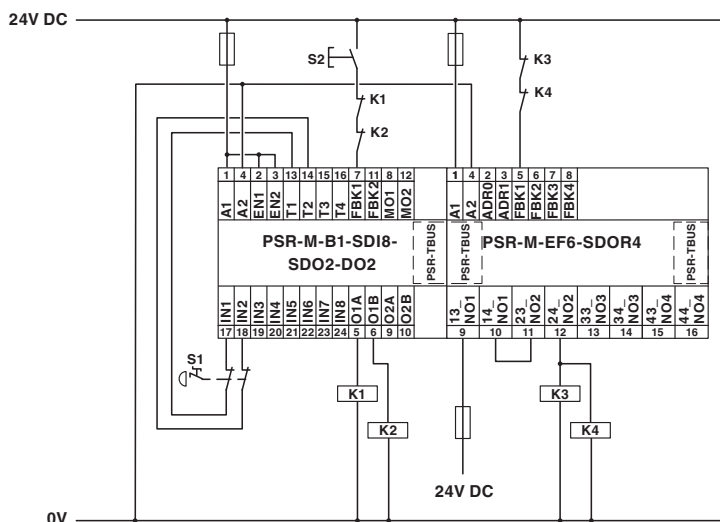 24V DC
S2
K1
K2
K3
K4
1 4 2 3 13 14 15 16 7 11 8 12
A1 A2 EN1 EN2 T1 T2 T3 T4 FBK1 FBK2 MO1 MO2
1 4 2 3 5 6 7 8
A1 A2 ADR0 ADR1 FBK1 FBK2 FBK3 FBK4
PSR-M-B1-SDI8-
SDO2-DO2
PSR-TBUS
PSR-TBUS
PSR-M-EF6-SDOR4
PSR-TBUS
IN1 IN2 IN3 IN4 IN5 IN6 IN7 IN8 O1A O1B O2A O2B
17 18 19 20 21 22 23 24 5 6 9 10
13_NO1 14_NO1 23_NO2 24_NO2 33_NO3 34_NO3 43_NO4 44_NO4
9 10 11 12 13 14 15 16
S1
K1
K2
K3
K4
24V DC
0V